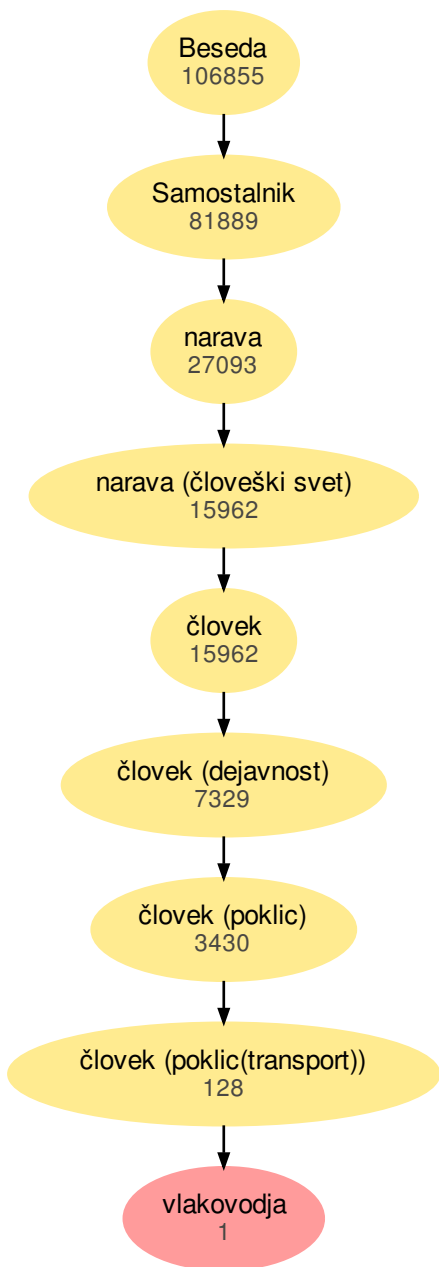 Beseda
106855
Samostalnik
81889
narava
27093
narava (človeški svet)
15962
človek
15962
človek (dejavnost)
7329
človek (poklic)
3430
človek (poklic(transport))
128
vlakovodja
1